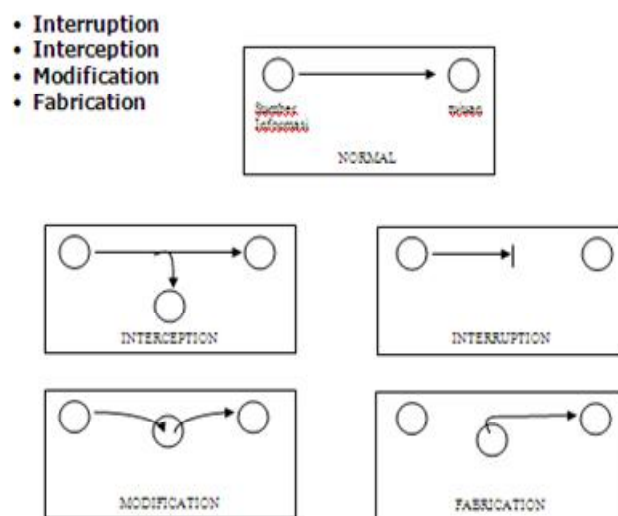 • Interruption
• Interception
• Modification
• Fabrication
Sumber
Informasi
tujuan
NORMAL
INTERCEPTION
INTERRUPTION
MODIFICATION
FABRICATION